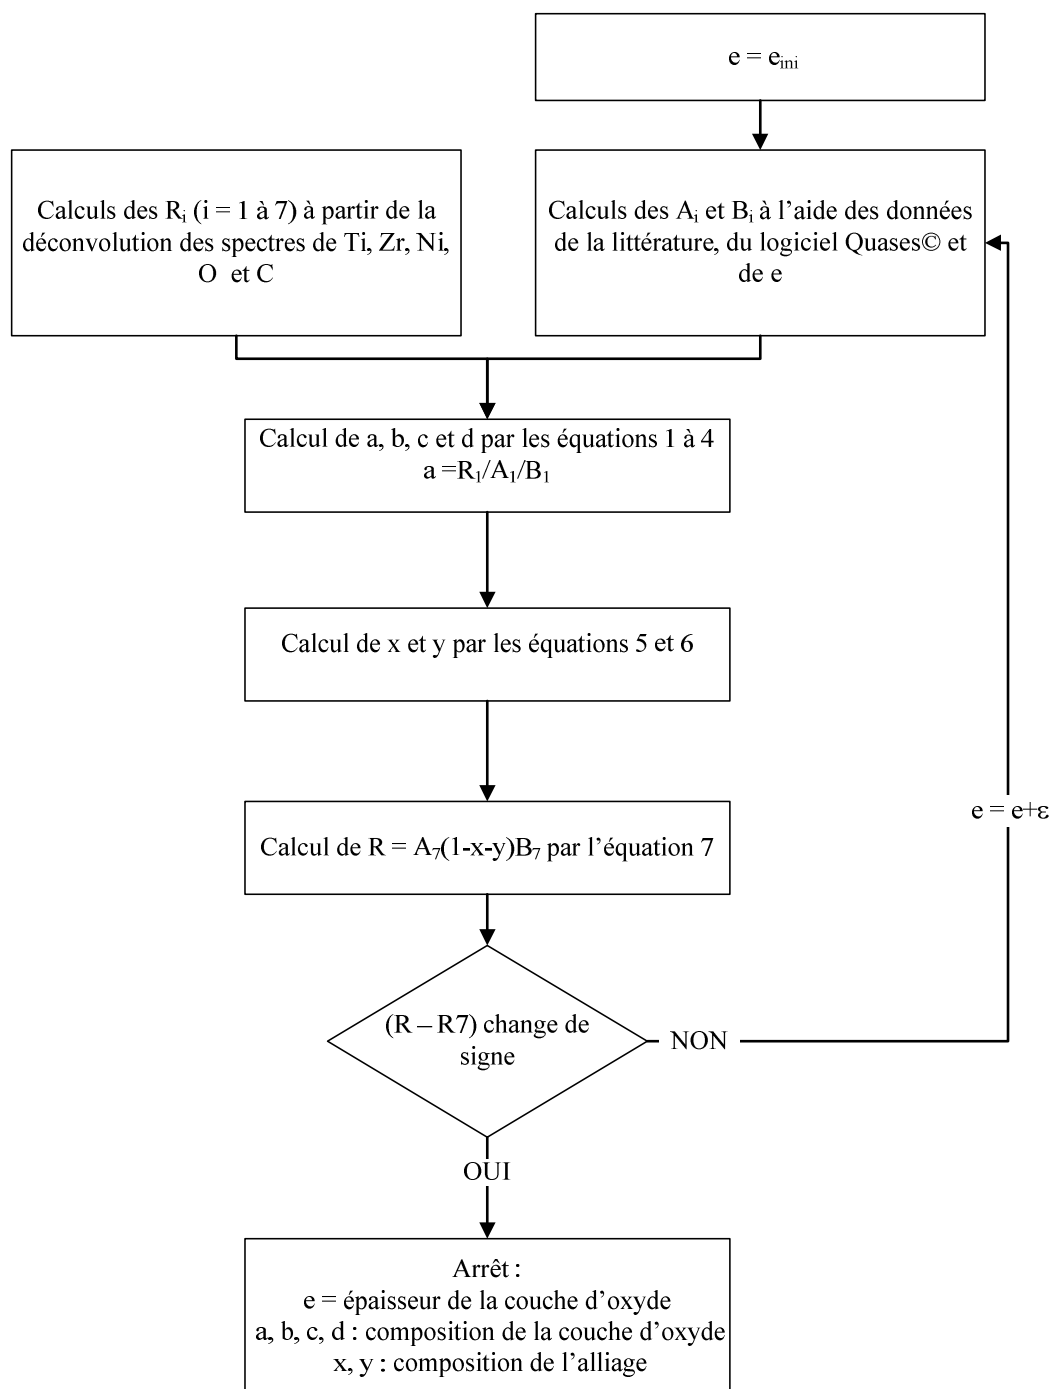 e = eini
Calculs des Ri (i = 1 à 7) à partir de la
déconvolution des spectres de Ti, Zr, Ni,
O et C
Calculs des Ai et Bi à l’aide des données
de la littérature, du logiciel Quases© et
de e
Calcul de a, b, c et d par les équations 1 à 4
a =R1/A1/B1
Calcul de x et y par les équations 5 et 6
e = e+ε
Calcul de R = A7(1-x-y)B7 par l’équation 7
(R – R7) change de
signe
NON
OUI
Arrêt :
e = épaisseur de la couche d’oxyde
a, b, c, d : composition de la couche d’oxyde
x, y : composition de l’alliage